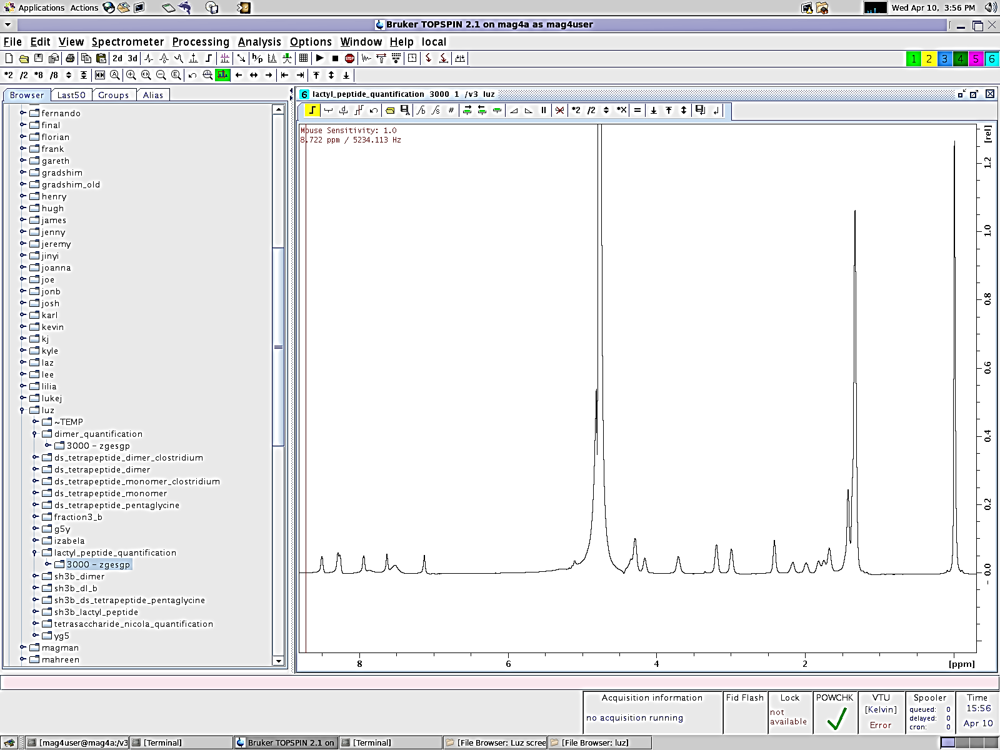 Applications Actions Wed Apr 10, 3:56 PM
Bruker TOPSPIN 2.1 on mag4a as mag4user
File Edit View Spectrometer Processing Analysis Options Window Help local
2d 3d 1 2 3 4 5 6
*2 /2 *8 /8
Browser Last50 Groups Alias
fernando
final
florian
frank
gareth
gradshim
gradshim_old
henry
hugh
james
jenny
jeremy
jinyi
joanna
joe
jonb
josh
karl
kevin
kj
kyle
laz
lee
lilia
lukej
luz
~TEMP
dimer_quantification
3000 - zgesgp
ds_tetrapeptide_dimer_clostridium
ds_tetrapeptide_dimer
ds_tetrapeptide_monomer_clostridium
ds_tetrapeptide_monomer
ds_tetrapeptide_pentaglycine
fraction3_b
g5y
izabela
lactyl_peptide_quantification
3000 - zgesgp
sh3b_dimer
sh3b_dl_b
sh3b_ds_tetrapeptide_pentaglycine
sh3b_lactyl_peptide
tetrasaccharide_nicola_quantification
yg5
magman
mahreen
6 lactyl_peptide_quantification 3000 1 /v3 luz
# *2 /2 *X =
Mouse Sensitivity: 1.0
8.722 ppm / 5234.113 Hz
[rel]
1.2
1.0
0.8
0.6
0.4
0.2
- 0.0
8 6 4 2 [ppm]
Acquisition information
no acquisition running
Fid Flash
Lock
not
available
POWCHK
VTU
[Kelvin]
Error
Spooler
queued: 0
delayed: 0
cron: 0
Time
15:56
Apr 10
[mag4user@mag4a:/v3 [Terminal] Bruker TOPSPIN 2.1 on [Terminal] [File Browser: Luz scree [File Browser: luz]